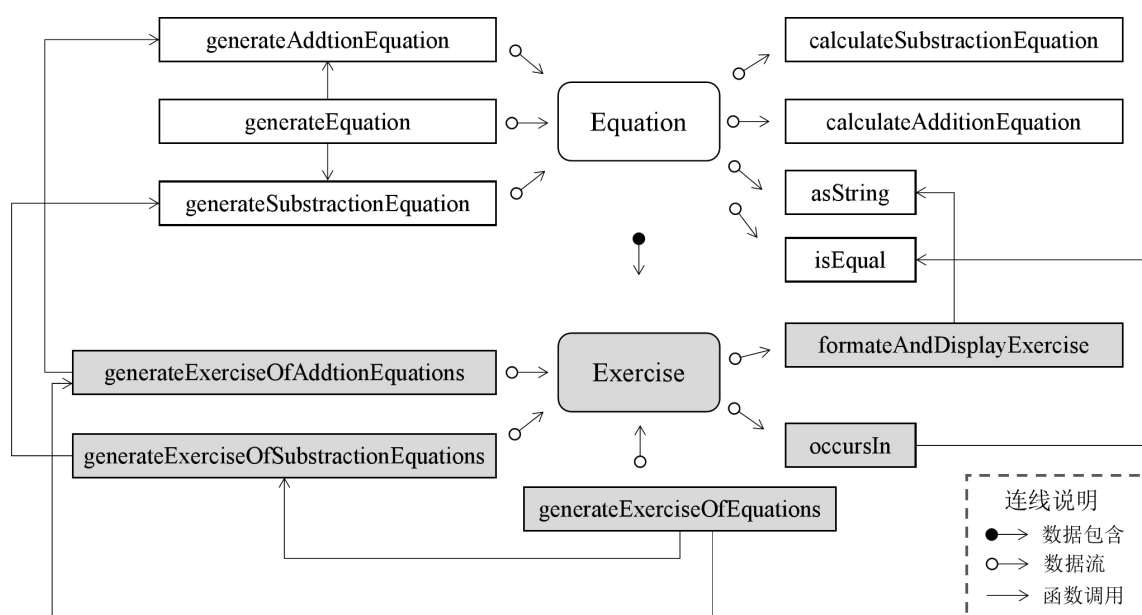 generateAddtionEquation
calculateSubstractionEquation
generateEquation
Equation
calculateAdditionEquation
generateSubstractionEquation
asString
isEqual
generateExerciseOfAddtionEquations
Exercise
formateAndDisplayExercise
generateExerciseOfSubstractionEquations
occursIn
generateExerciseOfEquations
连线说明
数据包含
数据流
函数调用